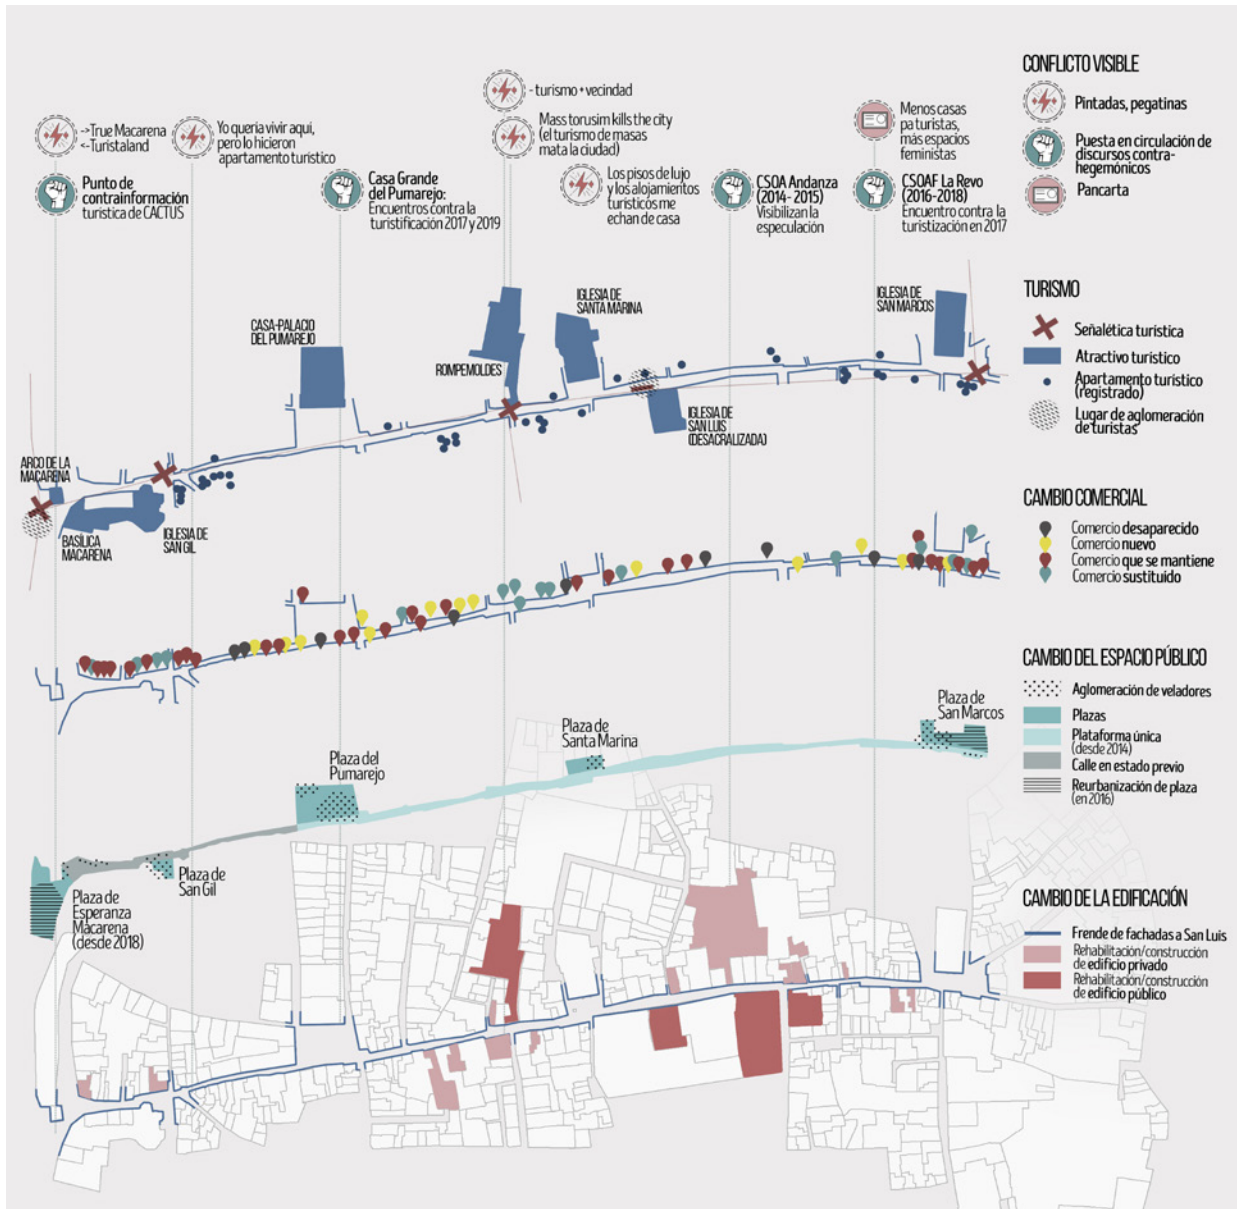 ->True Macarena
<-Turistaland
Yo queria vivir aqui,
pero lo hicieron
apartamento turístico
- turismo + vecindad
Mass torusim kills the city
(el turismo de masas
mata la ciudad)
Menos casas
pa turistas,
más espacios
feministas
Punto de
contrainformación
turistica de CACTUS
Casa Grande
del Pumarejo:
Encuentros contra la
turistificación 2017 y 2019
Los pisos de lujo
y los alojamientos
turísticos me
echan de casa
CSOA Andanza
(2014- 2015)
Visibilizan la
especulación
CSOAF La Revo
(2016-2018)
Encuentro contra la
turistización en 2017
CONFLICTO VISIBLE
Pintadas, pegatinas
Puesta en circulación de
discursos contra-
hegemónicos
Pancarta
ARCO DE LA
MACARENA
BASÍLICA
MACARENA
IGLESIA DE
SAN GIL
CASA-PALACIO
DEL PUMAREJO
ROMPEMOLDES
IGLESIA DE
SANTA MARINA
IGLESIA DE
SAN LUIS
(DESACRALIZADA)
IGLESIA DE
SAN MARCOS
TURISMO
Señalética turistica
Atractivo turistico
Apartamento turistico
(registrado)
Lugar de aglomeración
de turistas
CAMBIO COMERCIAL
Comercio desaparecido
Comercio nuevo
Comercio que se mantiene
Comercio sustituído
Plaza de
Esperanza
Macarena
(desde 2018)
Plaza de
San Gil
Plaza del
Pumarejo
Plaza de
Santa Marina
Plaza de
San Marcos
CAMBIO DEL ESPACIO PÚBLICO
Aglomeración de veladores
Plazas
Plataforma única
(desde 2014)
Calle en estado previo
Reurbanización de plaza
(en 2016)
CAMBIO DE LA EDIFICACIÓN
Frende de fachadas a San Luis
Rehabilitación/construcción
de edificio privado
Rehabilitación/construcción
de edificio público